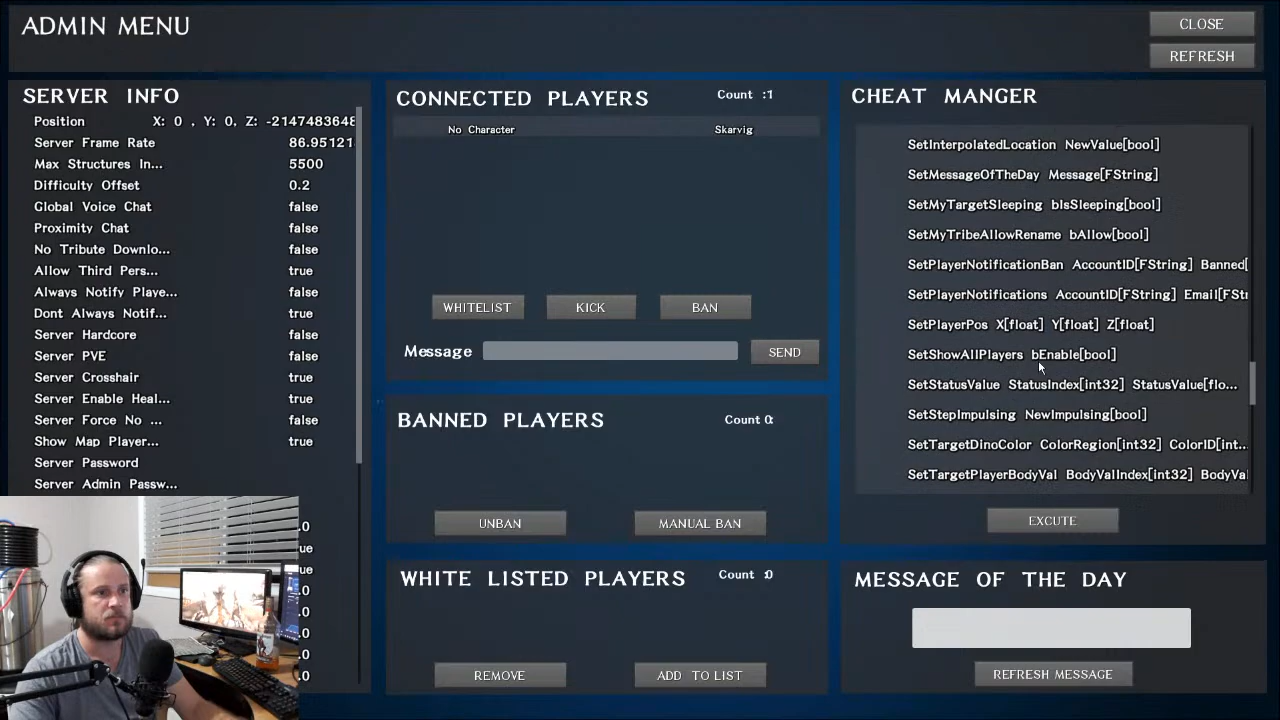 ADMIN MENU
CLOSE
REFRESH
SERVER INFO
Position X: 0 , Y: 0, Z: -2147483648
Server Frame Rate 86.951215
Max Structures In... 5500
Difficulty Offset 0.2
Global Voice Chat false
Proximity Chat false
No Tribute Downlo... false
Allow Third Pers... true
Always Notify Playe... false
Dont Always Notif... true
Server Hardcore false
Server PVE false
Server Crosshair true
Server Enable Heal... true
Server Force No ... false
Show Map Player... true
Server Password
Server Admin Passw...
CONNECTED PLAYERS Count :1
No Character Skarvig
WHITELIST KICK BAN
Message SEND
BANNED PLAYERS Count 0:
UNBAN MANUAL BAN
WHITE LISTED PLAYERS Count :0
REMOVE ADD TO LIST
CHEAT MANGER
SetInterpolatedLocation NewValue[bool]
SetMessageOfTheDay Message[FString]
SetMyTargetSleeping bIsSleeping[bool]
SetMyTribeAllowRename bAllow[bool]
SetPlayerNotificationBan AccountID[FString] Banned[
SetPlayerNotifications AccountID[FString] Email[FStr
SetPlayerPos X[float] Y[float] Z[float]
SetShowAllPlayers bEnable[bool]
SetStatusValue StatusIndex[int32] StatusValue[flo...
SetStepImpulsing NewImpulsing[bool]
SetTargetDinoColor ColorRegion[int32] ColorID[int...
SetTargetPlayerBodyVal BodyValIndex[int32] BodyVal
EXCUTE
MESSAGE OF THE DAY
REFRESH MESSAGE